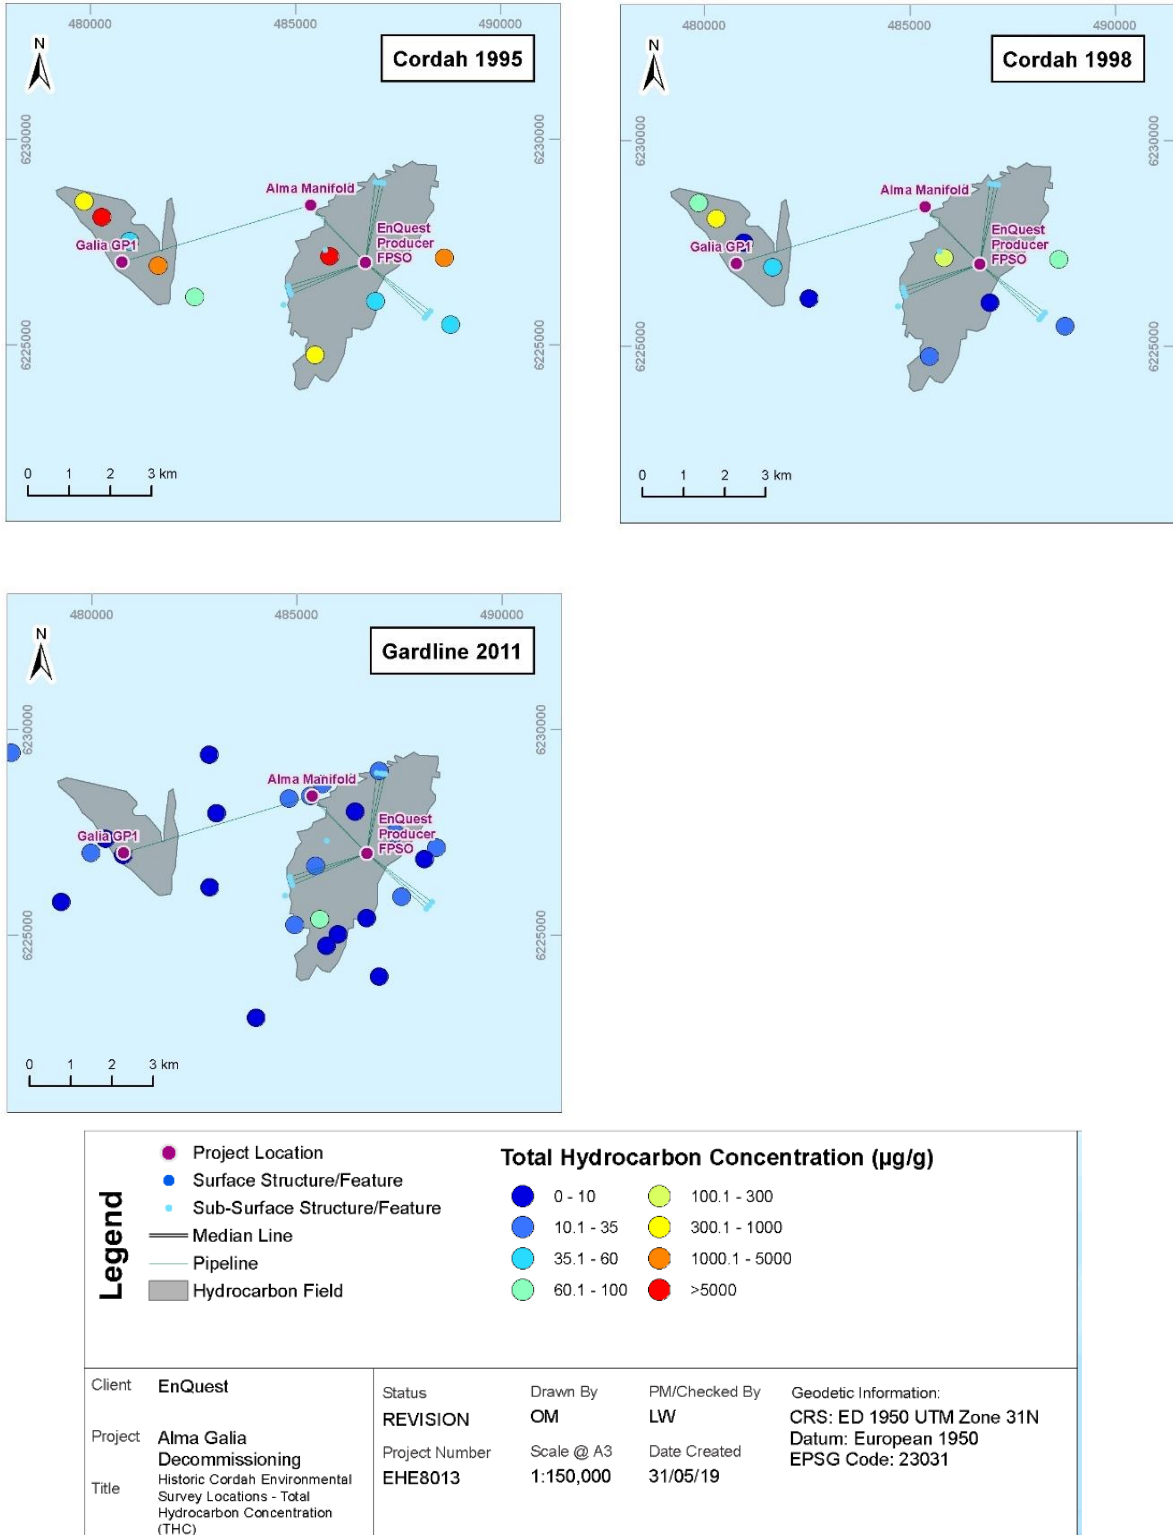 480000
485000
490000
N
Cordah 1995
6230000
6230000
Alma Manifold
EnQuest
Producer
FPSO
Galia GP1
6225000
6225000
0 1 2 3 km
480000
485000
490000
N
Cordah 1998
6230000
6230000
Alma Manifold
EnQuest
Producer
FPSO
Galia GP1
6225000
6225000
0 1 2 3 km
480000
485000
490000
N
Gardline 2011
6230000
6230000
Alma Manifold
EnQuest
Producer
FPSO
Galia GP1
6225000
6225000
0 1 2 3 km
Legend
Project Location
Surface Structure/Feature
Sub-Surface Structure/Feature
Median Line
Pipeline
Hydrocarbon Field
Total Hydrocarbon Concentration (µg/g)
0 - 10
10.1 - 35
35.1 - 60
60.1 - 100
100.1 - 300
300.1 - 1000
1000.1 - 5000
>5000
Client EnQuest
Project Alma Galia
Decommissioning
Title Historic Cordah Environmental
Survey Locations - Total
Hydrocarbon Concentration
(THC)
Status
REVISION
Drawn By
OM
PM/Checked By
LW
Project Number
EHE8013
Scale @ A3
1:150,000
Date Created
31/05/19
Geodetic Information:
CRS: ED 1950 UTM Zone 31N
Datum: European 1950
EPSG Code: 23031